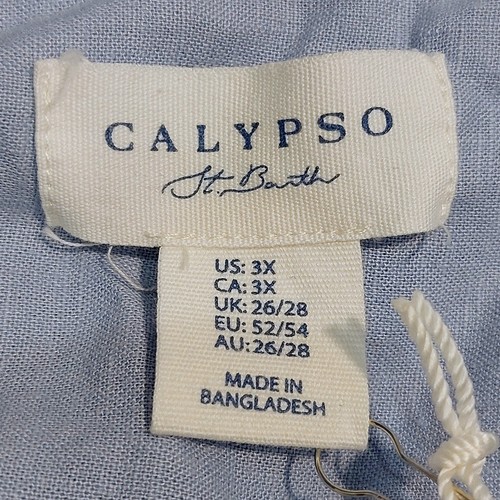 CALYPSO
St. Barth
US: 3X
CA: 3X
UK: 26/28
EU: 52/54
AU: 26/28
MADE IN
BANGLADESH